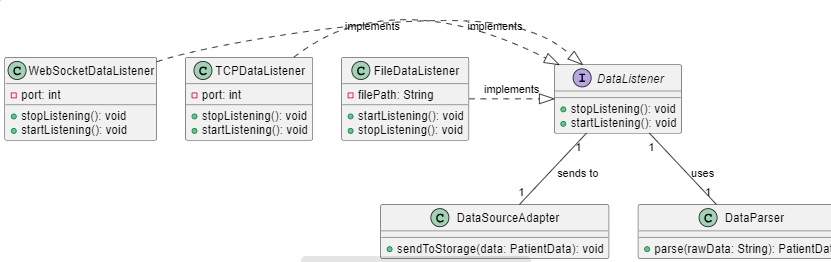 implements
implements
C WebSocketDataListener
port: int
stopListening(): void
startListening(): void
C TCPDataListener
port: int
stopListening(): void
startListening(): void
C FileDataListener
filePath: String
startListening(): void
stopListening(): void
implements
I DataListener
stopListening(): void
startListening(): void
1
1
sends to
uses
1
1
C DataSourceAdapter
sendToStorage(data: PatientData): void
C DataParser
parse(rawData: String): PatientDat